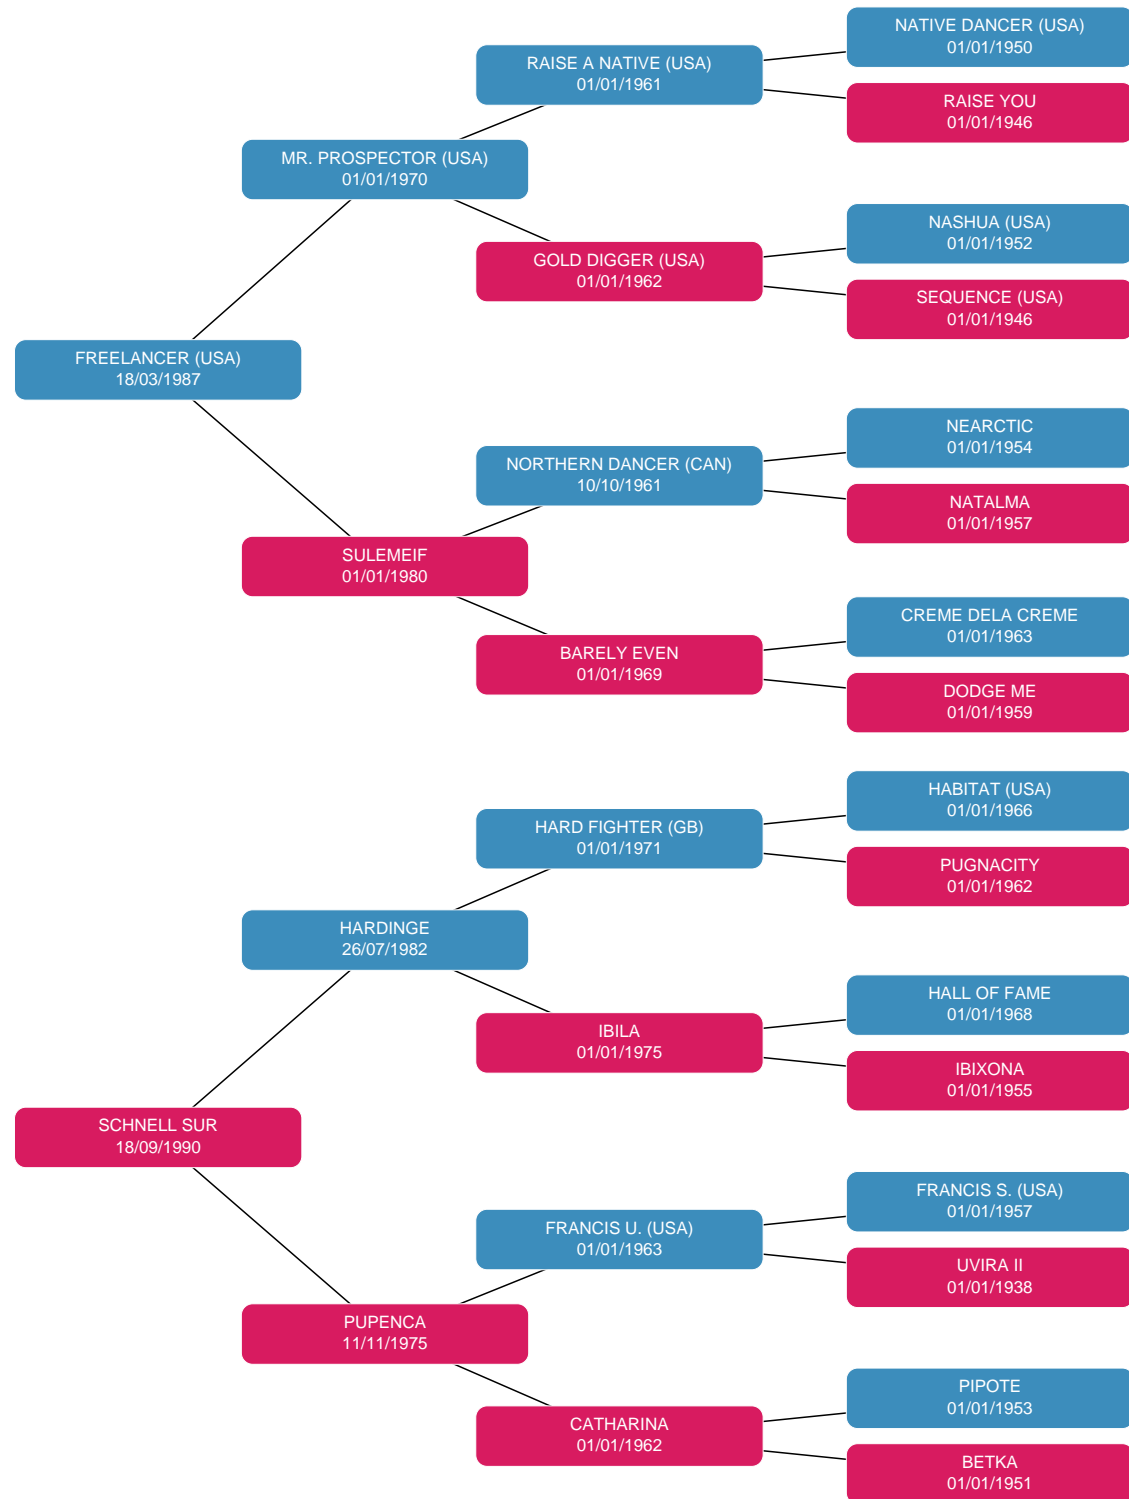 NATIVE DANCER (USA)
01/01/1950
RAISE A NATIVE (USA)
01/01/1961
RAISE YOU
01/01/1946
MR. PROSPECTOR (USA)
01/01/1970
NASHUA (USA)
01/01/1952
GOLD DIGGER (USA)
01/01/1962
SEQUENCE (USA)
01/01/1946
FREELANCER (USA)
18/03/1987
NEARCTIC
01/01/1954
NORTHERN DANCER (CAN)
10/10/1961
NATALMA
01/01/1957
SULEMEIF
01/01/1980
CREME DELA CREME
01/01/1963
BARELY EVEN
01/01/1969
DODGE ME
01/01/1959
HABITAT (USA)
01/01/1966
HARD FIGHTER (GB)
01/01/1971
PUGNACITY
01/01/1962
HARDINGE
26/07/1982
HALL OF FAME
01/01/1968
IBILA
01/01/1975
IBIXONA
01/01/1955
SCHNELL SUR
18/09/1990
FRANCIS S. (USA)
01/01/1957
FRANCIS U. (USA)
01/01/1963
UVIRA II
01/01/1938
PUPENCA
11/11/1975
PIPOTE
01/01/1953
CATHARINA
01/01/1962
BETKA
01/01/1951